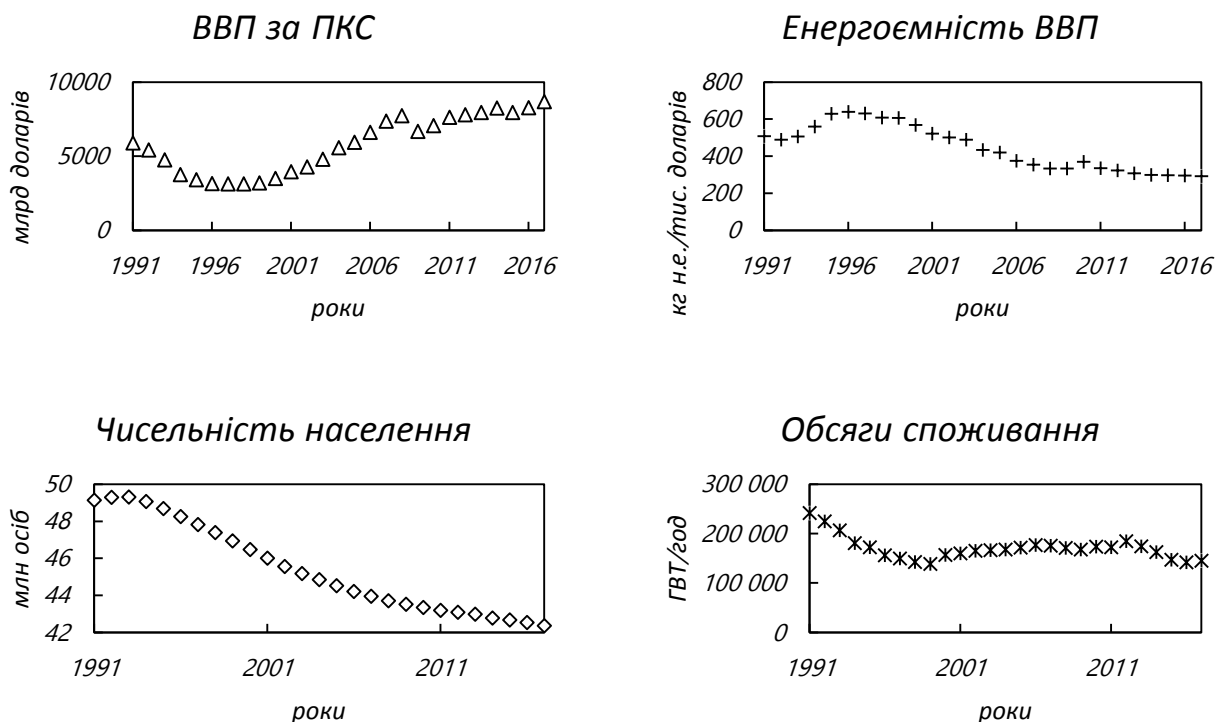 ВВП за ПКС
млрд доларів
10000
5000
0
1991 1996 2001 2006 2011 2016
роки
Енергоємність ВВП
кг н.е./тис. доларів
800
600
400
200
0
1991 1996 2001 2006 2011 2016
роки
Чисельність населення
млн осіб
50
48
46
44
42
1991 2001 2011
роки
Обсяги споживання
ГВТ/год
300 000
200 000
100 000
0
1991 2001 2011
роки